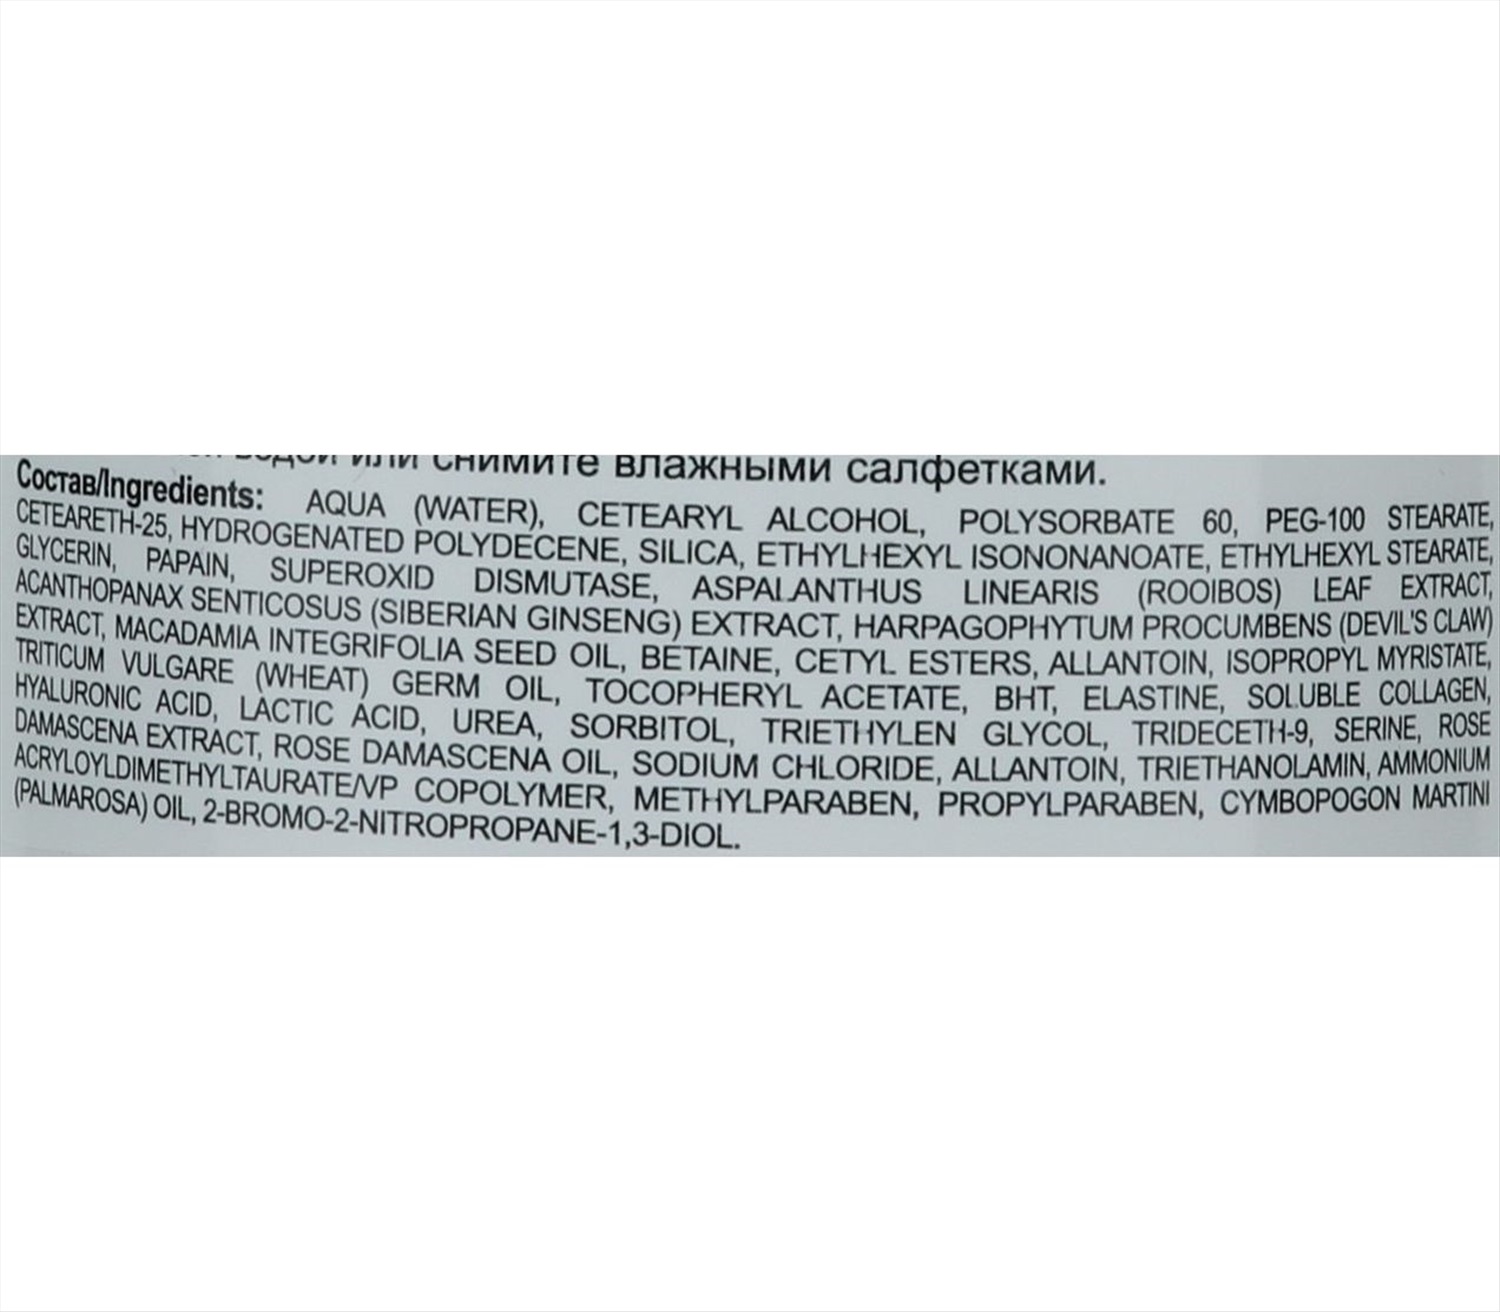 водой или снимите влажными салфетками.
Состав/Ingredients: AQUA (WATER), CETEARYL ALCOHOL, POLYSORBATE 60, PEG-100 STEARATE,
CETEARETH-25, HYDROGENATED POLYDECENE, SILICA, ETHYLHEXYL ISONONANOATE, ETHYLHEXYL STEARATE,
GLYCERIN, PAPAIN, SUPEROXID DISMUTASE, ASPALANTHUS LINEARIS (ROOIBOS) LEAF EXTRACT,
ACANTHOPANAX SENTICOSUS (SIBERIAN GINSENG) EXTRACT, HARPAGOPHYTUM PROCUMBENS (DEVIL'S CLAW)
EXTRACT, MACADAMIA INTEGRIFOLIA SEED OIL, BETAINE, CETYL ESTERS, ALLANTOIN, ISOPROPYL MYRISTATE,
TRITICUM VULGARE (WHEAT) GERM OIL, TOCOPHERYL ACETATE, BHT, ELASTINE, SOLUBLE COLLAGEN,
HYALURONIC ACID, LACTIC ACID, UREA, SORBITOL, TRIETHYLEN GLYCOL, TRIDECETH-9, SERINE, ROSE
DAMASCENA EXTRACT, ROSE DAMASCENA OIL, SODIUM CHLORIDE, ALLANTOIN, TRIETHANOLAMIN, AMMONIUM
ACRYLOYLDIMETHYLTAURATE/VP COPOLYMER, METHYLPARABEN, PROPYLPARABEN, CYMBOPOGON MARTINI
(PALMAROSA) OIL, 2-BROMO-2-NITROPROPANE-1,3-DIOL.